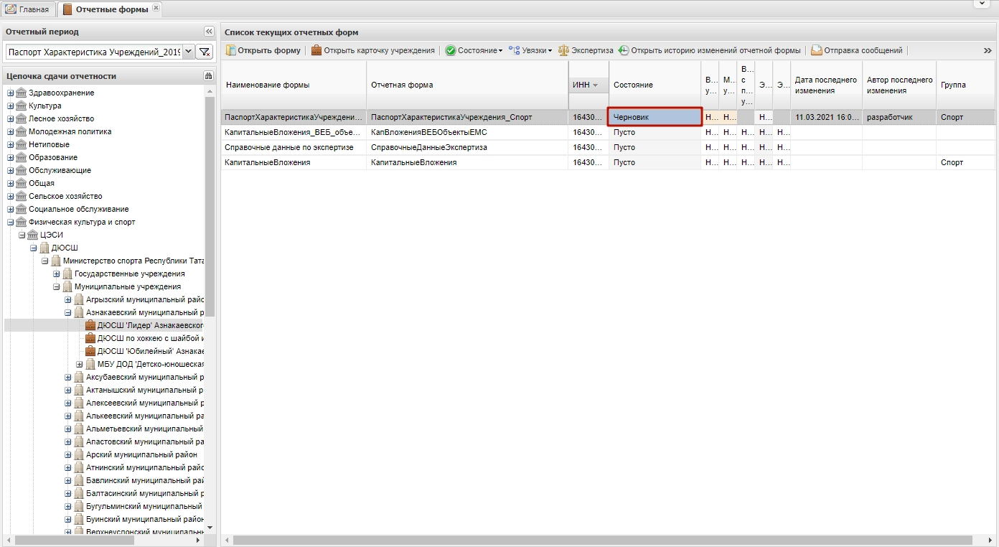 Главная
Отчетные формы
Отчетный период
Список текущих отчетных форм
Паспорт Характеристика Учреждений_2019
Открыть форму
Открыть карточку учреждения
Состояние
Увязки
Экспертиза
Открыть историю изменений отчетной формы
Отправка сообщений
Цепочка сдачи отчетности
Наименование формы
Отчетная форма
ИНН
Состояние
В...
у...
М...
у...
В...
с
п...
у...
Э...
Э...
Дата последнего
изменения
Автор последнего
изменения
Группа
ПаспортХарактеристикаУчреждени... ПаспортХарактеристикаУчреждения_Спорт 16430... Черновик Н... Н... Н... 11.03.2021 16:0... разработчик Спорт
КапитальныеВложения_ВЕБ_объе... КапВложенияВЕБОбъектыЕМС 16430... Пусто Н... Н... Н... Н... Н...
Справочные данные по экспертизе СправочныеДанныеЭкспертиза 16430... Пусто Н... Н... Н... Н... Н...
КапитальныеВложения КапитальныеВложения 16430... Пусто Н... Н... Н... Н... Н... Спорт
Здравоохранение
Культура
Лесное хозяйство
Молодежная политика
Нетиповые
Образование
Обслуживающие
Общая
Сельское хозяйство
Социальное обслуживание
Физическая культура и спорт
ЦЭСИ
ДЮСШ
Министерство спорта Республики Тата
Государственные учреждения
Муниципальные учреждения
Агрызский муниципальный райо
Азнакаевский муниципальный р
ДЮСШ 'Лидер' Азнакаевского
ДЮСШ по хоккею с шайбой и
ДЮСШ 'Юбилейный' Азнакае
МБУ ДОД 'Детско-юношеская
Аксубаевский муниципальный р
Актанышский муниципальный р
Алексеевский муниципальный р
Алькеевский муниципальный ра
Альметьевский муниципальный
Апастовский муниципальный ра
Арский муниципальный район
Атнинский муниципальный райо
Бавлинский муниципальный рай
Балтасинский муниципальный р
Бугульминский муниципальный
Буинский муниципальный район
Верхнеуслонский муниципальны